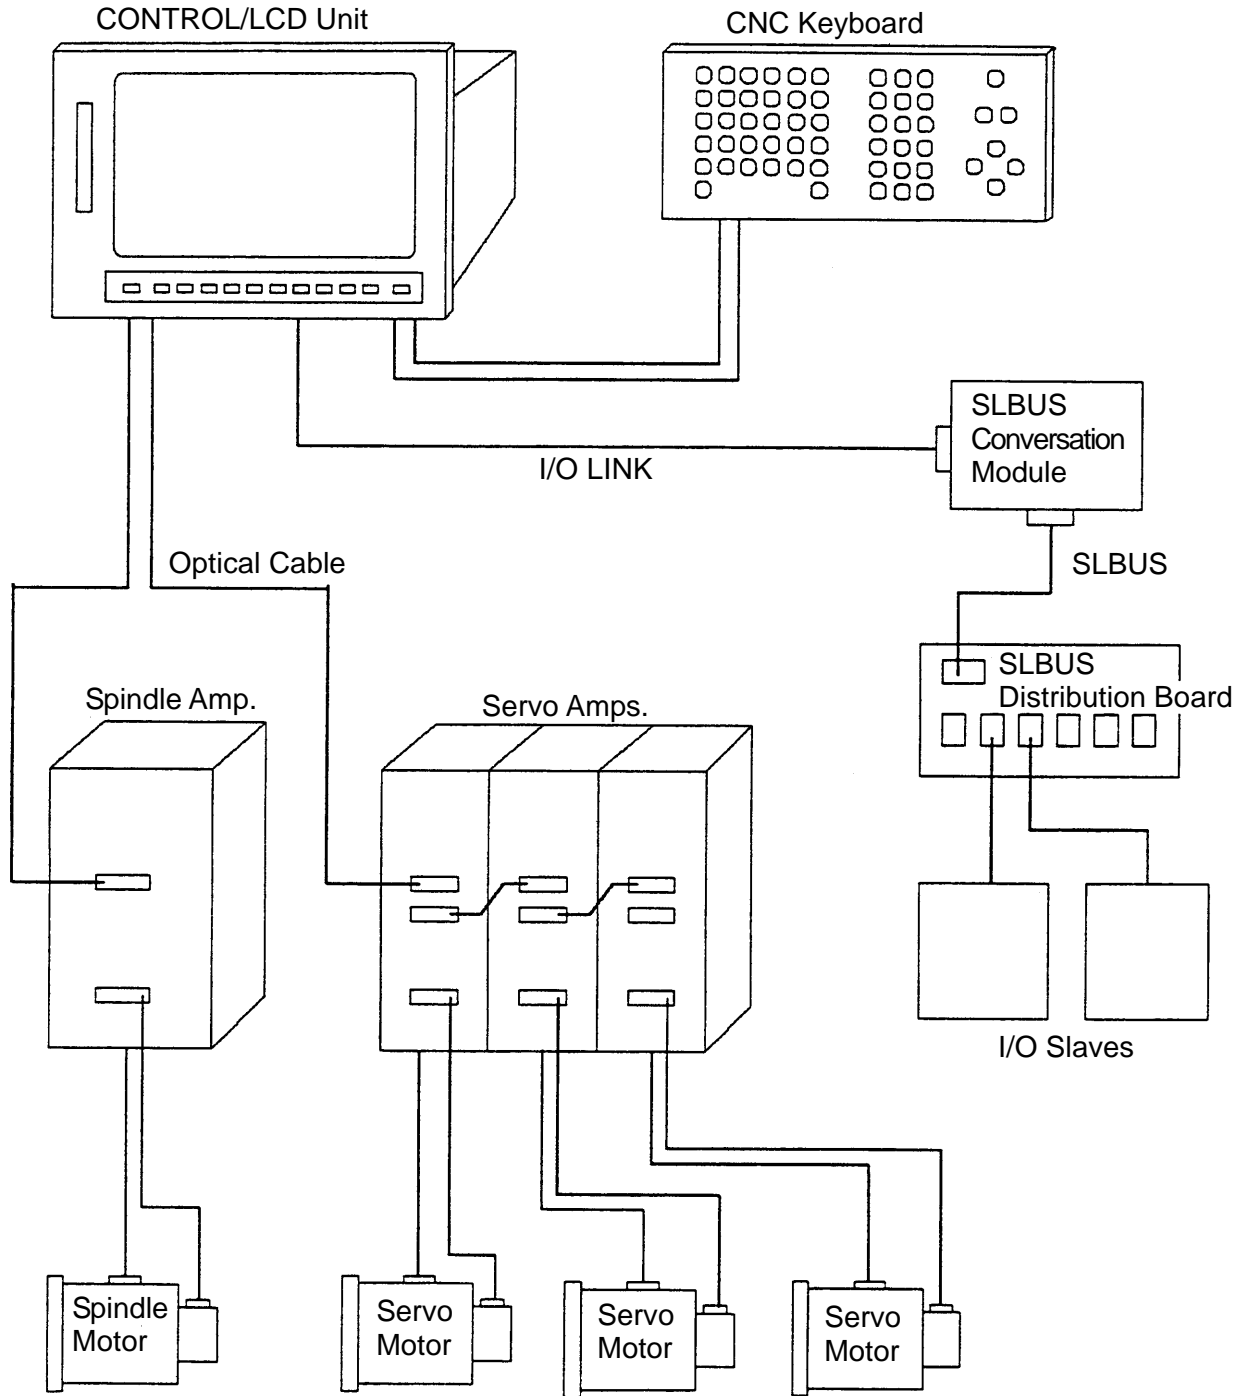 CONTROL/LCD Unit
CNC Keyboard
SLBUS
Conversation
Module
I/O LINK
Optical Cable
SLBUS
SLBUS
Distribution Board
Spindle Amp.
Servo Amps.
I/O Slaves
Spindle
Motor
Servo
Motor
Servo
Motor
Servo
Motor